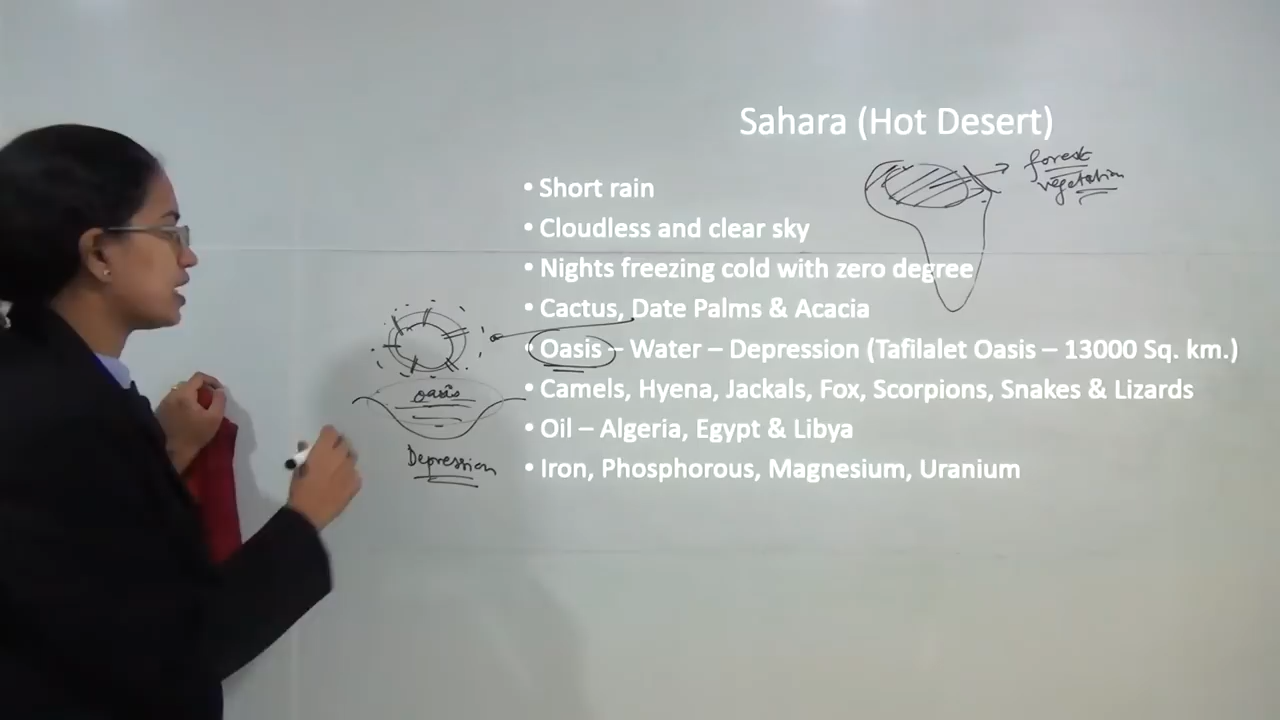 Sahara (Hot Desert)
forest
vegetation
• Short rain
• Cloudless and clear sky
• Nights freezing cold with zero degree
• Cactus, Date Palms & Acacia
• Oasis – Water – Depression (Tafilalet Oasis – 13000 Sq. km.)
• Camels, Hyena, Jackals, Fox, Scorpions, Snakes & Lizards
• Oil – Algeria, Egypt & Libya
• Iron, Phosphorous, Magnesium, Uranium
oasis
Depression